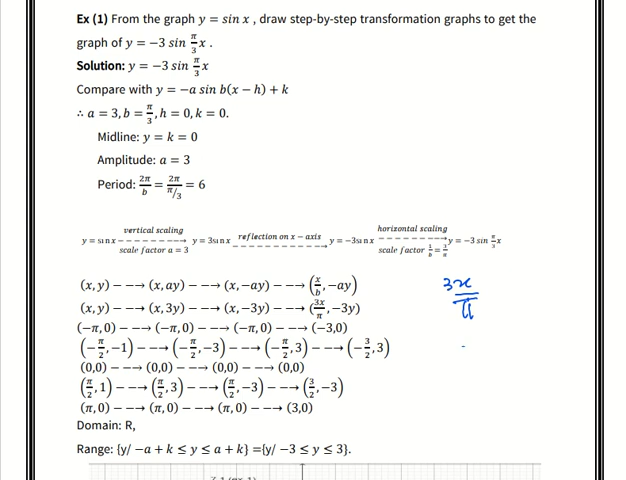 Ex (1) From the graph y = sin x , draw step-by-step transformation graphs to get the
graph of y = −3 sin π/3 x .
Solution: y = −3 sin π/3 x
Compare with y = −a sin b(x − h) + k
∴ a = 3, b = π/3, h = 0, k = 0.
Midline: y = k = 0
Amplitude: a = 3
Period: 2π/b = 2π/(π/3) = 6
vertical scaling reflection on x − axis horizontal scaling
y = sin x −−−−−−−→ y = 3sin x −−−−−−−→ y = −3sin x −−−−−−−→ y = −3 sin π/3 x
scale factor a = 3 scale factor 1/b = 3/π
(x, y) − −→ (x, ay) − −→ (x, −ay) − −→ (x/b, −ay)
(x, y) − −→ (x, 3y) − −→ (x, −3y) − −→ (3x/π, −3y)
(−π, 0) − −→ (−π, 0) − −→ (−π, 0) − −→ (−3,0)
(−π/2, −1) − −→ (−π/2, −3) − −→ (−π/2, 3) − −→ (−3/2, 3)
(0,0) − −→ (0,0) − −→ (0,0) − −→ (0,0)
(π/2, 1) − −→ (π/2, 3) − −→ (π/2, −3) − −→ (3/2, −3)
(π, 0) − −→ (π, 0) − −→ (π, 0) − −→ (3,0)
3x/π
Domain: R,
Range: {y/ −a + k ≤ y ≤ a + k} ={y/ −3 ≤ y ≤ 3}.